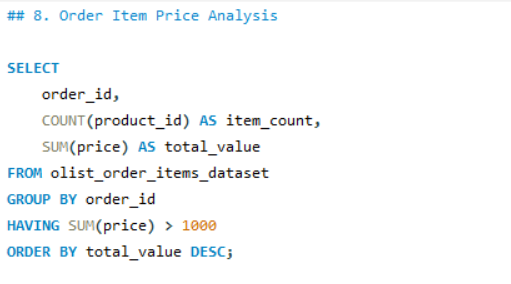 ## 8. Order Item Price Analysis
SELECT
    order_id,
    COUNT(product_id) AS item_count,
    SUM(price) AS total_value
FROM olist_order_items_dataset
GROUP BY order_id
HAVING SUM(price) > 1000
ORDER BY total_value DESC;